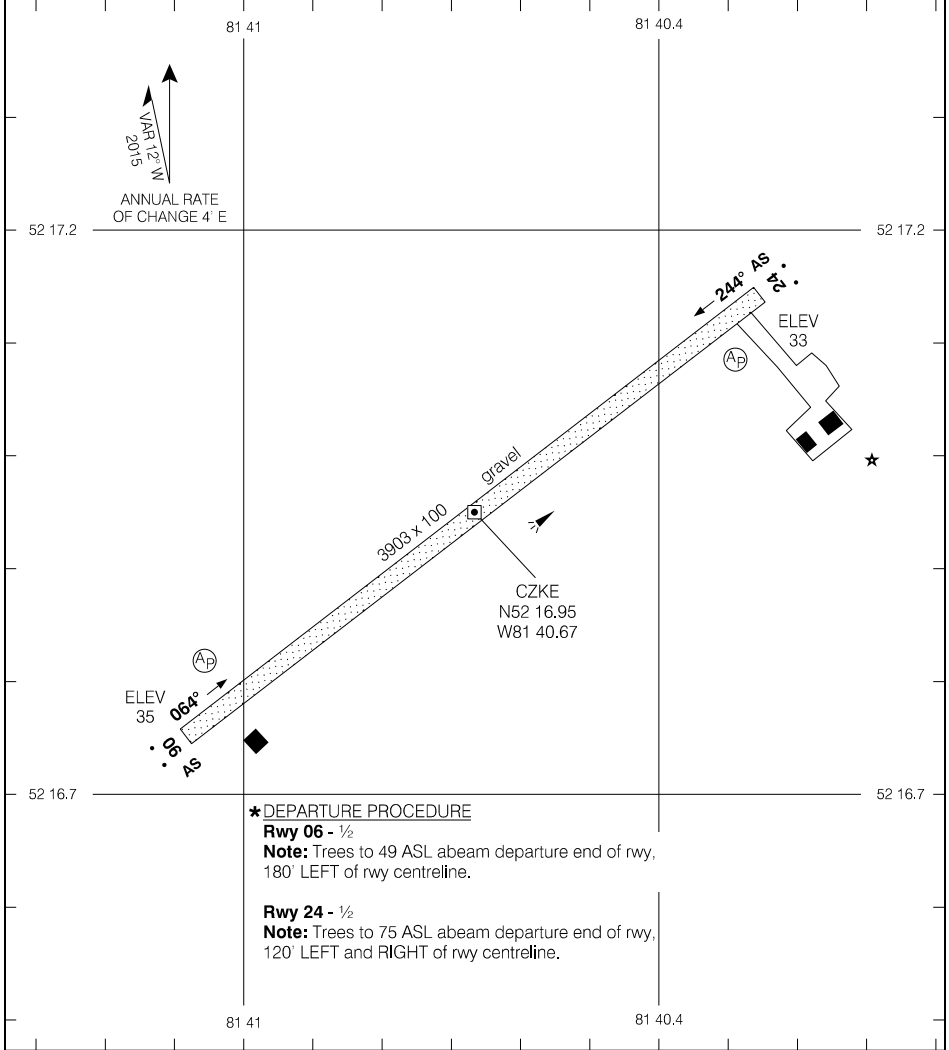 81 41
81 40.4
VAR 12° W
2015
ANNUAL RATE
OF CHANGE 4' E
52 17.2
52 17.2
244° AS
24
ELEV
33
AP
gravel
3903 x 100
CZKE
N52 16.95
W81 40.67
AP
ELEV
35
064°
06
AS
52 16.7
52 16.7
*DEPARTURE PROCEDURE
Rwy 06 - ½
Note: Trees to 49 ASL abeam departure end of rwy,
180' LEFT of rwy centreline.
Rwy 24 - ½
Note: Trees to 75 ASL abeam departure end of rwy,
120' LEFT and RIGHT of rwy centreline.
81 41
81 40.4